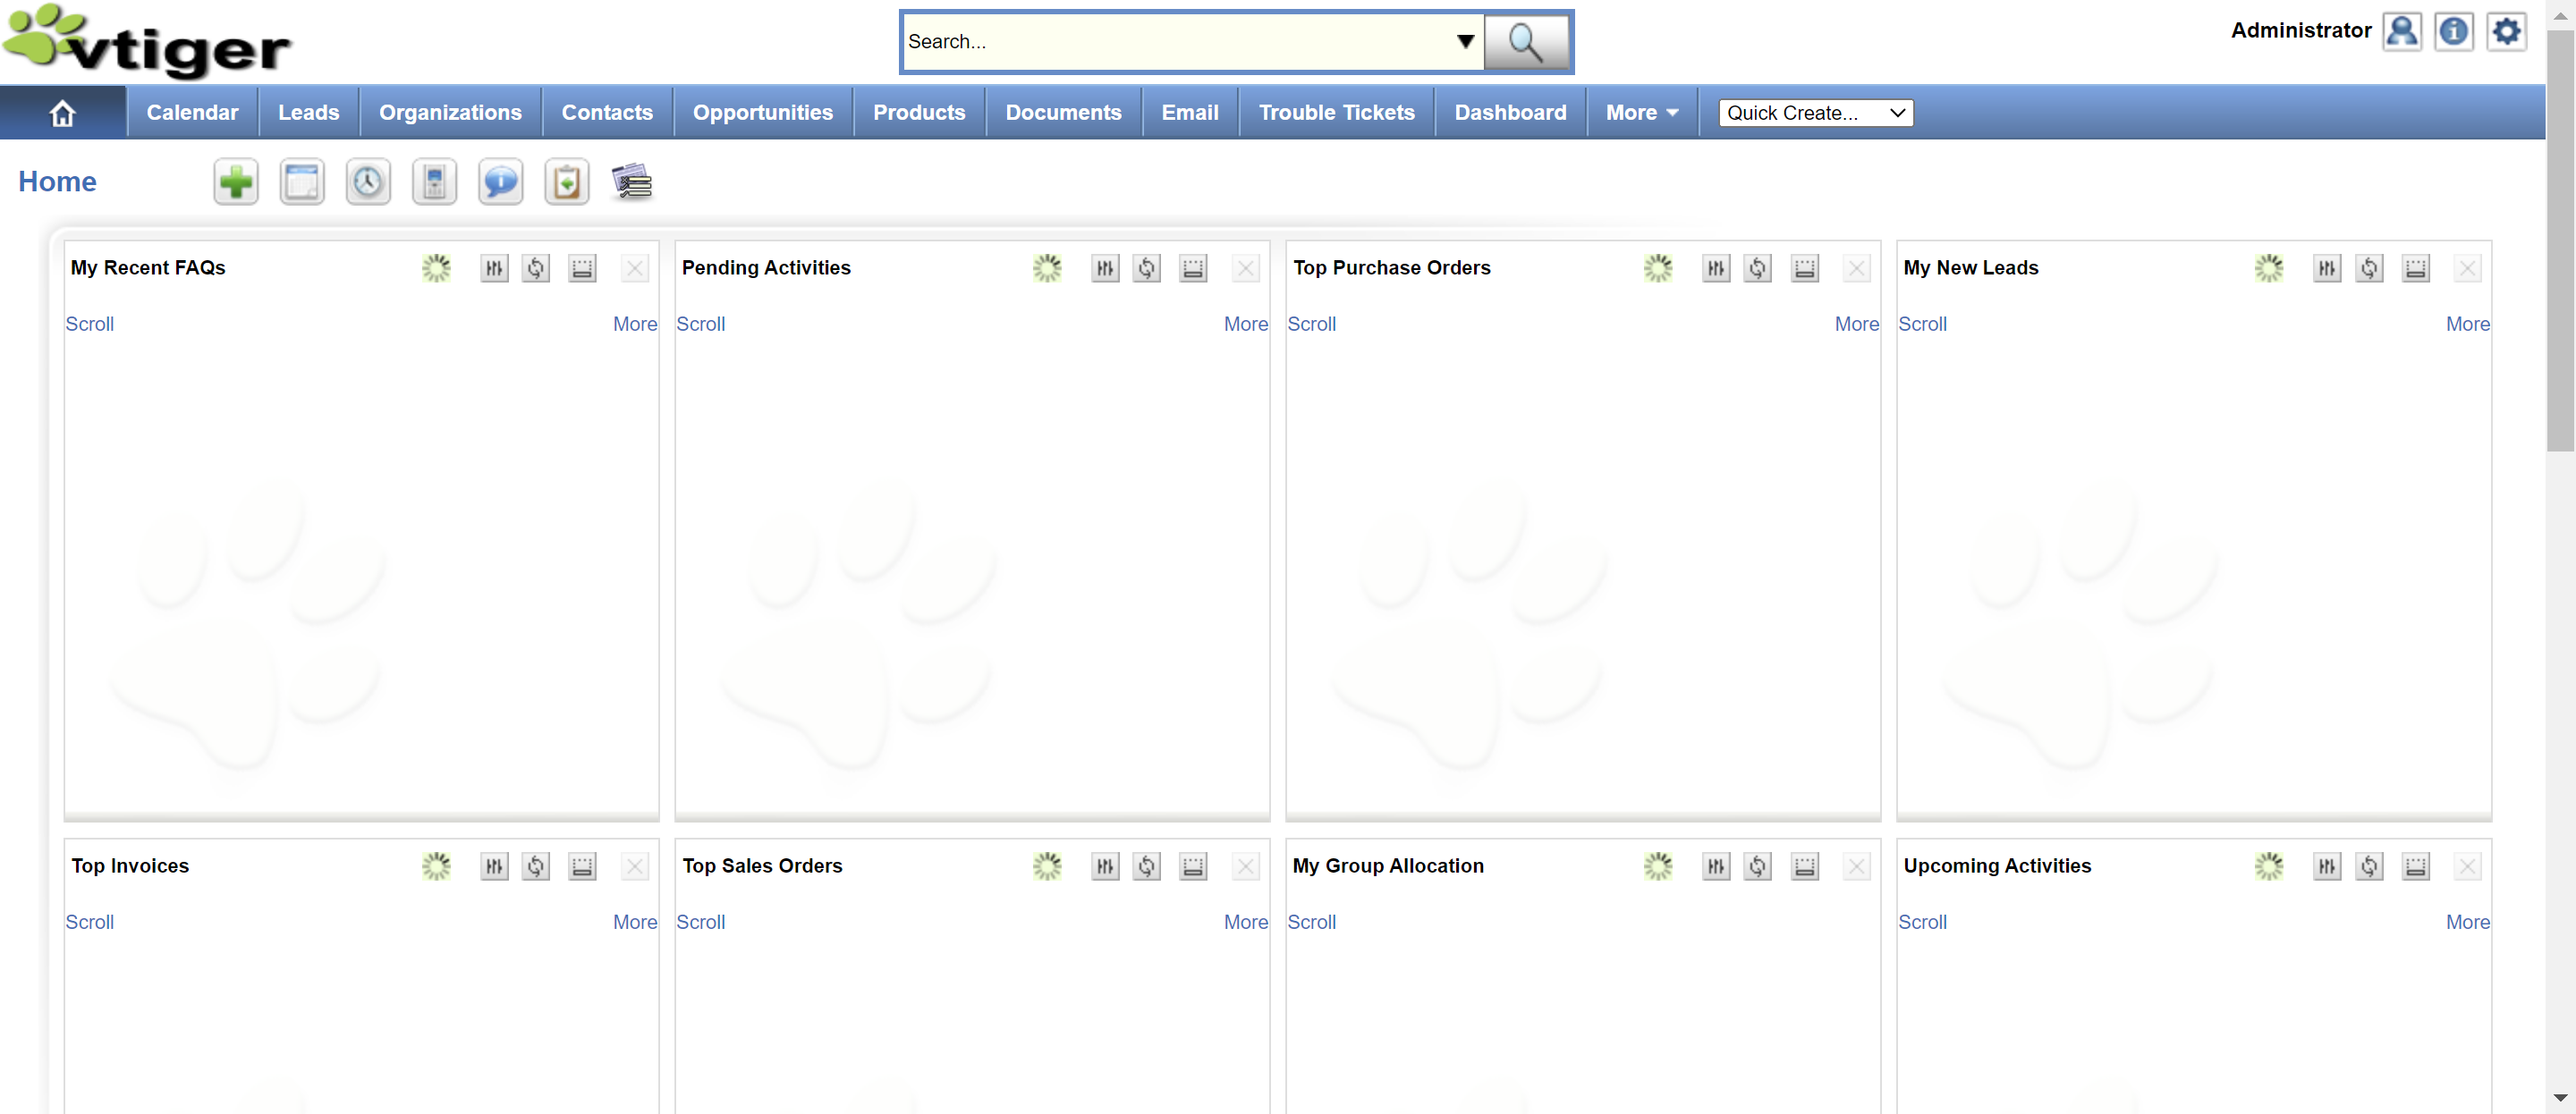 vtiger
Search...
Administrator
Calendar Leads Organizations Contacts Opportunities Products Documents Email Trouble Tickets Dashboard More Quick Create...
Home
My Recent FAQs Pending Activities Top Purchase Orders My New Leads
Scroll More Scroll More Scroll More Scroll More
Top Invoices Top Sales Orders My Group Allocation Upcoming Activities
Scroll More Scroll More Scroll Scroll More